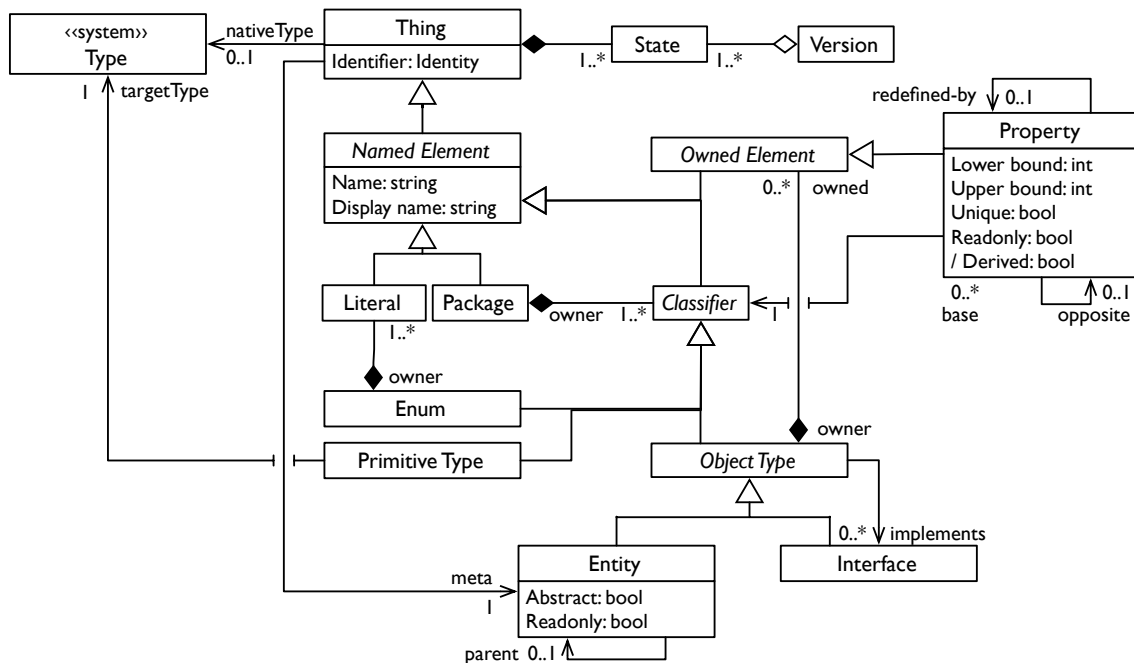 ‹‹system››
Type
nativeType
0..1
Thing
Identifier: Identity
1..*
State
1..*
Version
1
targetType
redefined-by
0..1
Property
Lower bound: int
Upper bound: int
Unique: bool
Readonly: bool
/ Derived: bool
Named Element
Name: string
Display name: string
Owned Element
0..*
owned
Literal
1..*
Package
owner
1..*
Classifier
1
0..*
base
0..1
opposite
owner
Enum
owner
Primitive Type
Object Type
0..*
implements
Interface
meta
1
Entity
Abstract: bool
Readonly: bool
parent
0..1